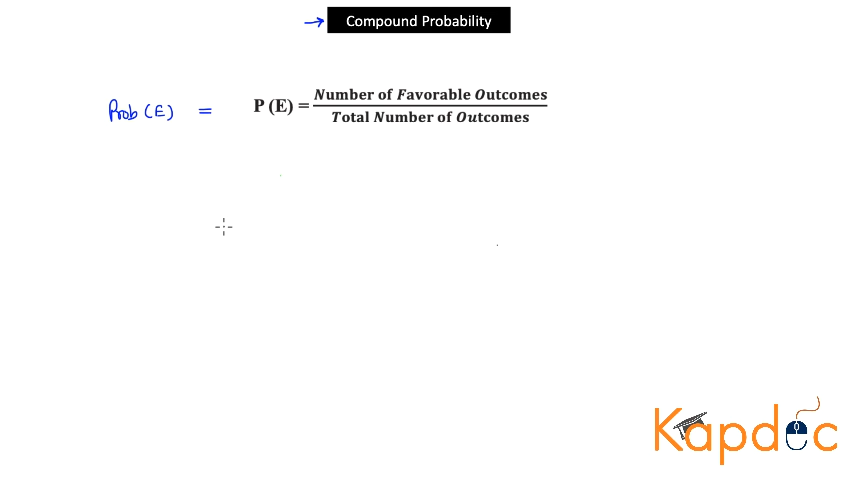 → Compound Probability
Prob (E) = P (E) = Number of Favorable Outcomes / Total Number of Outcomes
Kapdec